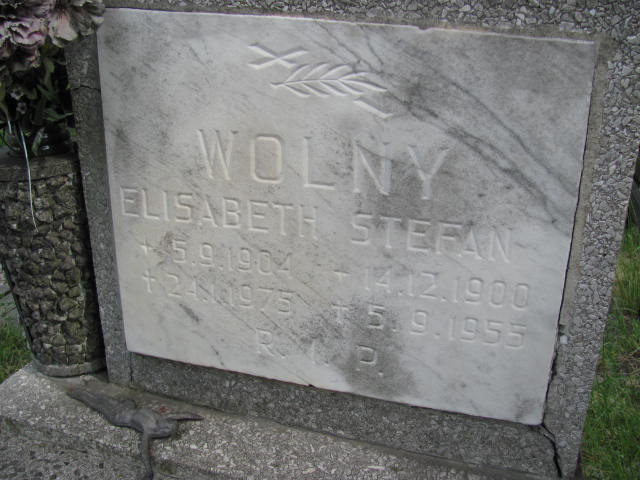 WOLNY
ELISABETH STEFAN
+ 5.9.1904 + 14.12.1900
+ 24.1.1975 + 5.9.1955
R. I. P.